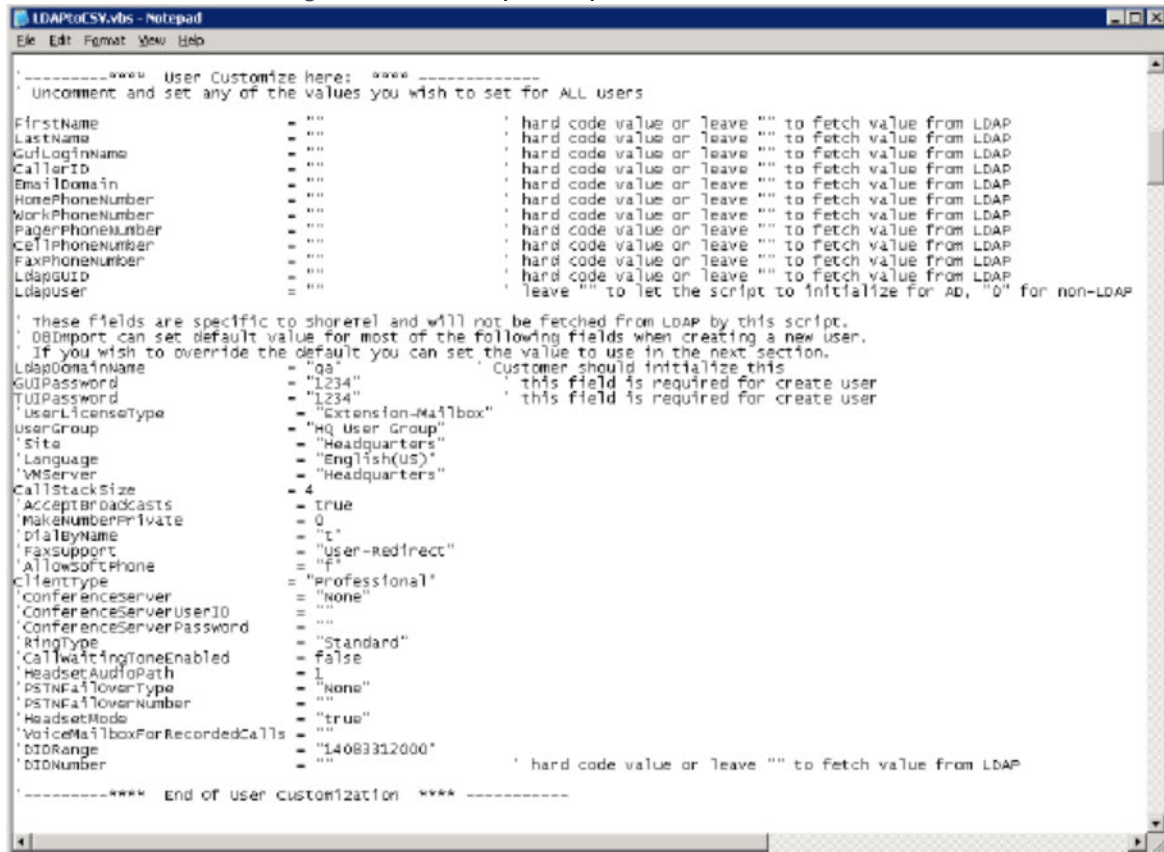 LDAPtoCSV.vbs - Notepad
File Edit Format View Help
'---------**** User Customize here: **** -------------
' Uncomment and set any of the values you wish to set for ALL users
FirstName = "" ' hard code value or leave "" to fetch value from LDAP
LastName = "" ' hard code value or leave "" to fetch value from LDAP
GuiLoginName = "" ' hard code value or leave "" to fetch value from LDAP
CallerID = "" ' hard code value or leave "" to fetch value from LDAP
EmailDomain = "" ' hard code value or leave "" to fetch value from LDAP
HomePhoneNumber = "" ' hard code value or leave "" to fetch value from LDAP
WorkPhoneNumber = "" ' hard code value or leave "" to fetch value from LDAP
PagerPhoneNumber = "" ' hard code value or leave "" to fetch value from LDAP
CellPhoneNumber = "" ' hard code value or leave "" to fetch value from LDAP
FaxPhoneNumber = "" ' hard code value or leave "" to fetch value from LDAP
LdapGUID = "" ' hard code value or leave "" to fetch value from LDAP
LdapUser = "" ' leave "" to let the script to initialize for AD, "0" for non-LDAP
' These fields are specific to Shoretel and will not be fetched from LDAP by this script.
' DBImport can set default value for most of the following fields when creating a new user.
' If you wish to override the default you can set the value to use in the next section.
LdapDomainName = "qa" ' Customer should initialize this
GUIPassword = "1234" ' this field is required for create user
TUIPassword = "1234" ' this field is required for create user
'UserLicenseType = "Extension-Mailbox"
UserGroup = "HQ User Group"
'Site = "Headquarters"
'Language = "English(US)"
'VMServer = "Headquarters"
CallStackSize = 4
'AcceptBroadcasts = true
'MakeNumberPrivate = 0
'DialByName = "t"
'FaxSupport = "User-Redirect"
'AllowSoftPhone = "f"
ClientType = "Professional"
'ConferenceServer = "None"
'ConferenceServerUserID = ""
'ConferenceServerPassword = ""
'RingType = "Standard"
'CallWaitingToneEnabled = false
'HeadsetAudioPath = 1
'PSTNFailOverType = "None"
'PSTNFailOverNumber = ""
'HeadsetMode = "true"
'VoiceMailboxForRecordedCalls = ""
'DIDRange = "14083312000"
'DIDNumber = "" ' hard code value or leave "" to fetch value from LDAP
'---------**** End of User Customization **** -----------